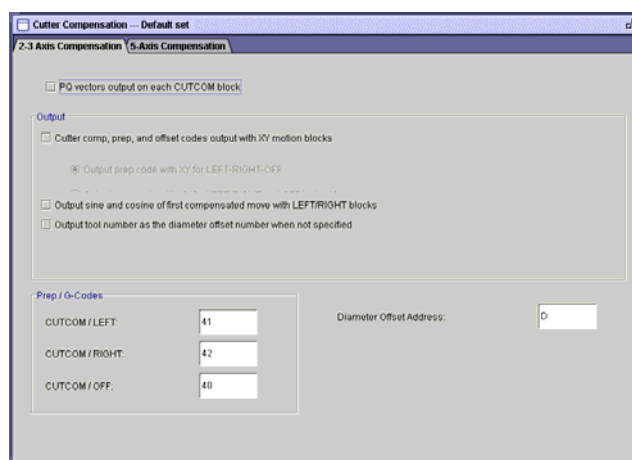 Cutter Compensation --- Default set
2-3 Axis Compensation 5-Axis Compensation
PQ vectors output on each CUTCOM block
Output
Cutter comp, prep, and offset codes output with XY motion blocks
Output prep code with XY for LEFT-RIGHT-OFF
Output sine and cosine of first compensated move with LEFT/RIGHT blocks
Output tool number as the diameter offset number when not specified
Prep / G-Codes
CUTCOM / LEFT: 41
Diameter Offset Address: D
CUTCOM / RIGHT: 42
CUTCOM / OFF: 40